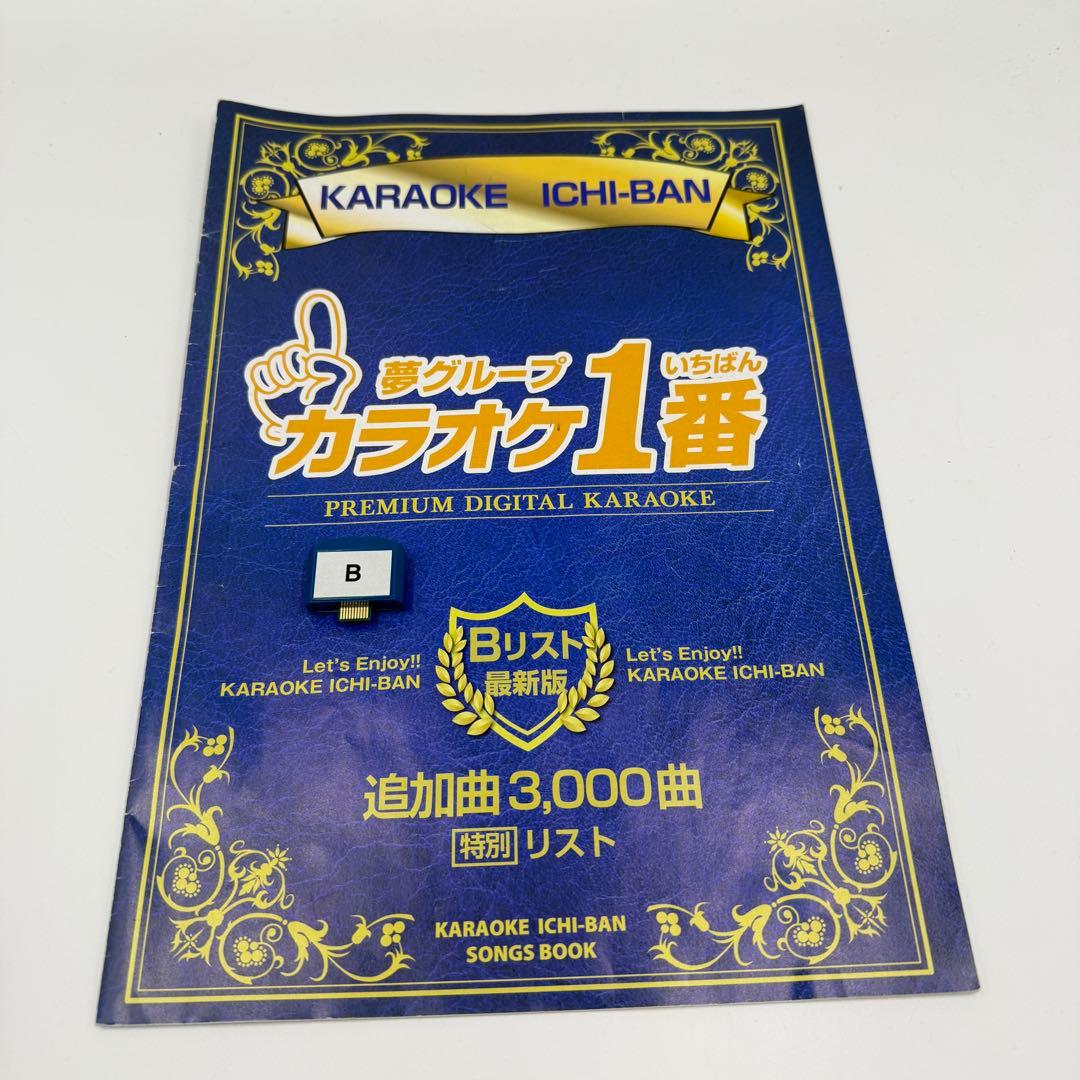 KARAOKE ICHI-BAN
夢グループ
いちばん
カラオケ1番
PREMIUM DIGITAL KARAOKE
B
Let's Enjoy!!
KARAOKE ICHI-BAN
Bリスト
最新版
Let's Enjoy!!
KARAOKE ICHI-BAN
追加曲 3,000曲
特別 リスト
KARAOKE ICHI-BAN
SONGS BOOK